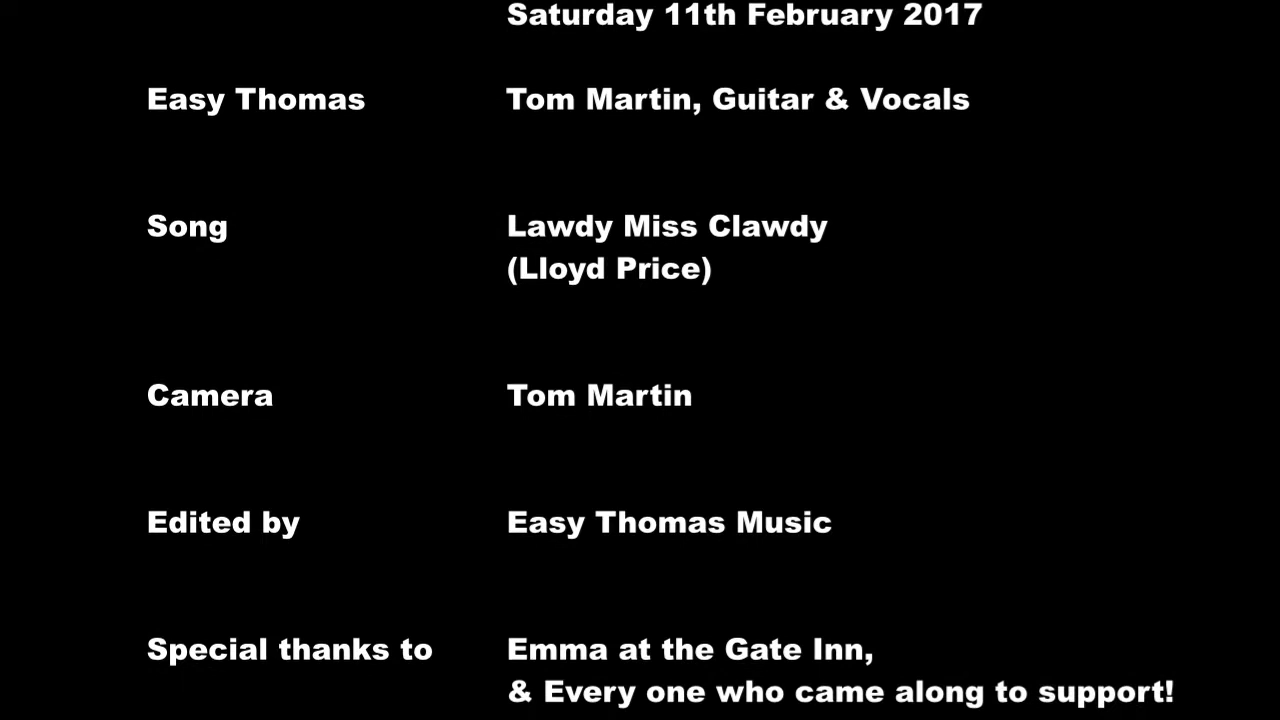 Saturday 11th February 2017
Easy Thomas Tom Martin, Guitar & Vocals
Song Lawdy Miss Clawdy
(Lloyd Price)
Camera Tom Martin
Edited by Easy Thomas Music
Special thanks to Emma at the Gate Inn,
& Every one who came along to support!